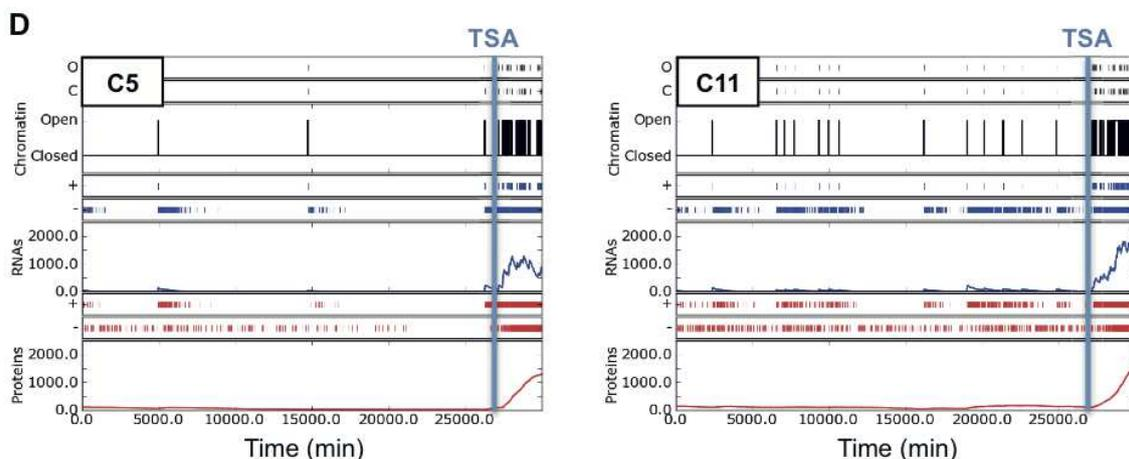 D
TSA
C5
O
C
Chromatin
Open
Closed
+
-
RNAs
2000.0
1000.0
0.0
+
-
Proteins
2000.0
1000.0
0.0
0.0 5000.0 10000.0 15000.0 20000.0 25000.0
Time (min)
TSA
C11
O
C
Chromatin
Open
Closed
+
-
RNAs
2000.0
1000.0
0.0
+
-
Proteins
2000.0
1000.0
0.0
0.0 5000.0 10000.0 15000.0 20000.0 25000.0
Time (min)